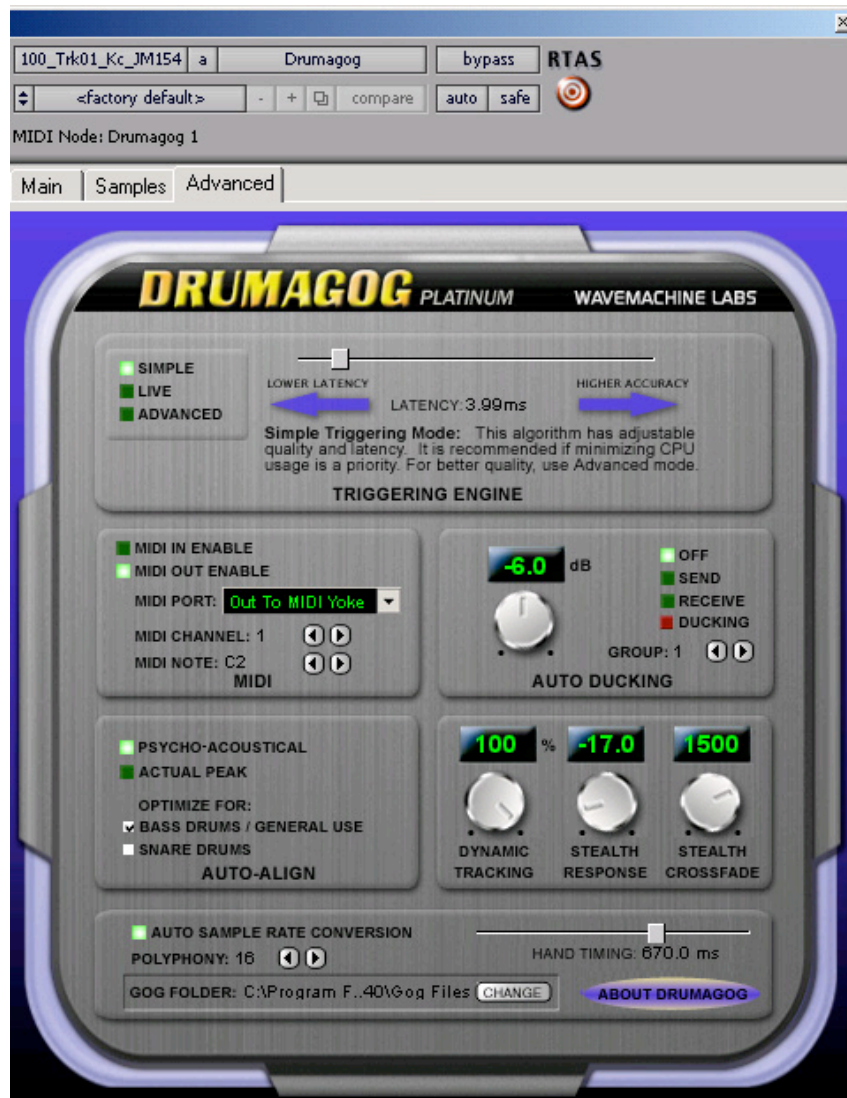 100_Trk01_Kc_JM154 a Drumagog bypass RTAS
<factory default> - + compare auto safe
MIDI Node: Drumagog 1
Main Samples Advanced
DRUMAGOG PLATINUM WAVEMACHINE LABS
SIMPLE
LIVE
ADVANCED
LOWER LATENCY HIGHER ACCURACY
LATENCY: 3.99ms
Simple Triggering Mode: This algorithm has adjustable
quality and latency. It is recommended if minimizing CPU
usage is a priority. For better quality, use Advanced mode.
TRIGGERING ENGINE
MIDI IN ENABLE
MIDI OUT ENABLE
MIDI PORT: Out To MIDI Yoke
MIDI CHANNEL: 1
MIDI NOTE: C2
MIDI
-6.0 dB
OFF
SEND
RECEIVE
DUCKING
GROUP: 1
AUTO DUCKING
PSYCHO-ACOUSTICAL
ACTUAL PEAK
OPTIMIZE FOR:
BASS DRUMS / GENERAL USE
SNARE DRUMS
AUTO-ALIGN
100 % -17.0 1500
DYNAMIC STEALTH STEALTH
TRACKING RESPONSE CROSSFADE
AUTO SAMPLE RATE CONVERSION
POLYPHONY: 16
HAND TIMING: 670.0 ms
GOG FOLDER: C:\Program F..40\Gog Files CHANGE
ABOUT DRUMAGOG